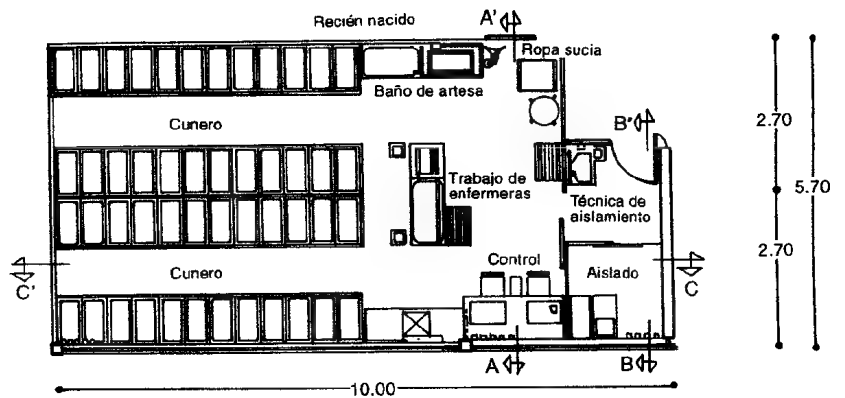 Recién nacido
A'
Ropa sucia
Baño de artesa
Cunero
B'
2.70
Trabajo de
enfermeras
Técnica de
aislamiento
5.70
2.70
Cunero
Control
Aislado
C'
C
A
B
10.00